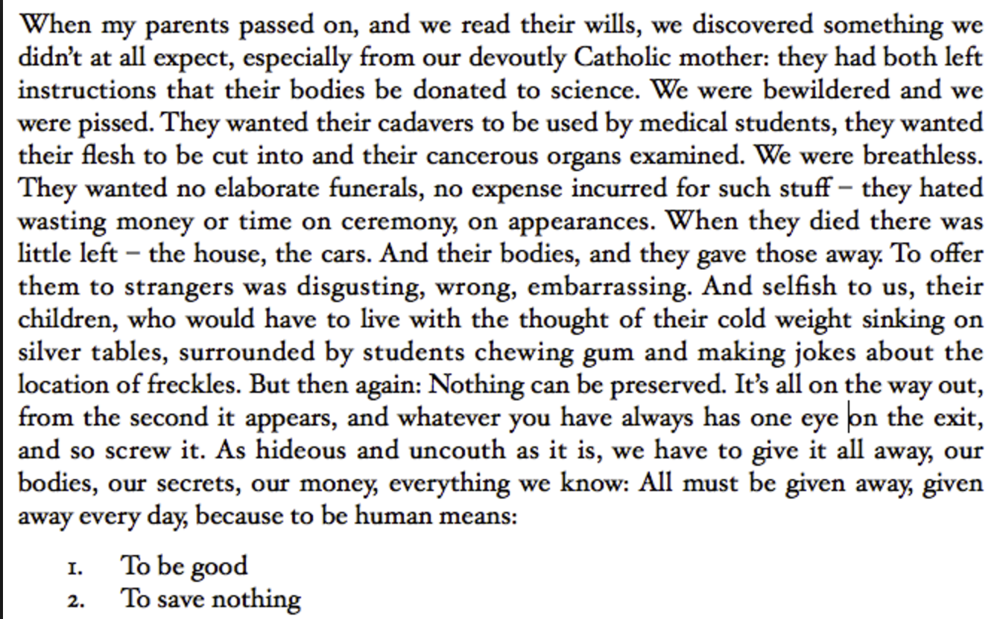 When my parents passed on, and we read their wills, we discovered something we
didn’t at all expect, especially from our devoutly Catholic mother: they had both left
instructions that their bodies be donated to science. We were bewildered and we
were pissed. They wanted their cadavers to be used by medical students, they wanted
their flesh to be cut into and their cancerous organs examined. We were breathless.
They wanted no elaborate funerals, no expense incurred for such stuff – they hated
wasting money or time on ceremony, on appearances. When they died there was
little left – the house, the cars. And their bodies, and they gave those away. To offer
them to strangers was disgusting, wrong, embarrassing. And selfish to us, their
children, who would have to live with the thought of their cold weight sinking on
silver tables, surrounded by students chewing gum and making jokes about the
location of freckles. But then again: Nothing can be preserved. It’s all on the way out,
from the second it appears, and whatever you have always has one eye on the exit,
and so screw it. As hideous and uncouth as it is, we have to give it all away, our
bodies, our secrets, our money, everything we know: All must be given away, given
away every day, because to be human means:
1. To be good
2. To save nothing